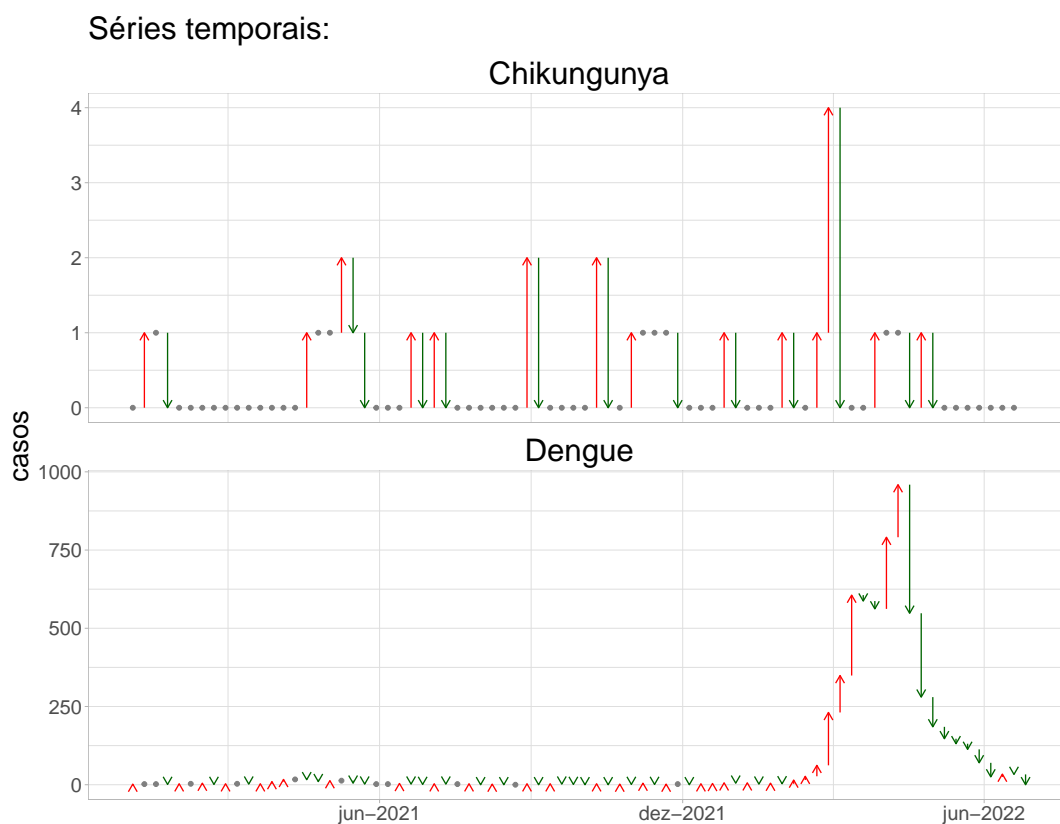 Séries temporais:
Chikungunya
4
3
2
1
0
casos
Dengue
1000
750
500
250
0
jun−2021
dez−2021
jun−2022